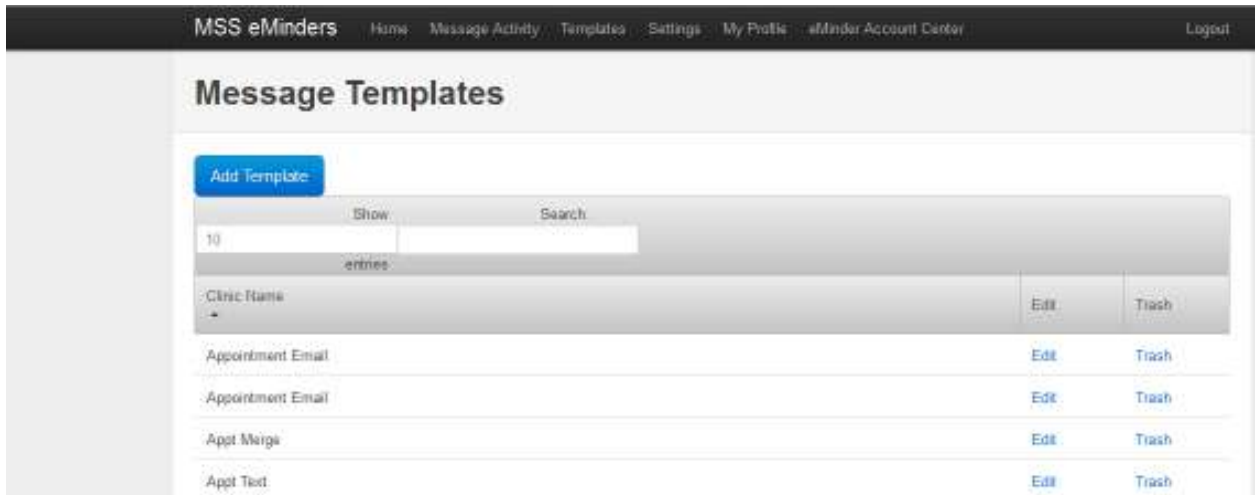 MSS eMinders Home Message Activity Templates Settings My Profile eMinder Account Center Logout
Message Templates
Add Template
Show Search
10
entries
Clinic Name Edit Trash
Appointment Email Edit Trash
Appointment Email Edit Trash
Appt Merge Edit Trash
Appt Text Edit Trash